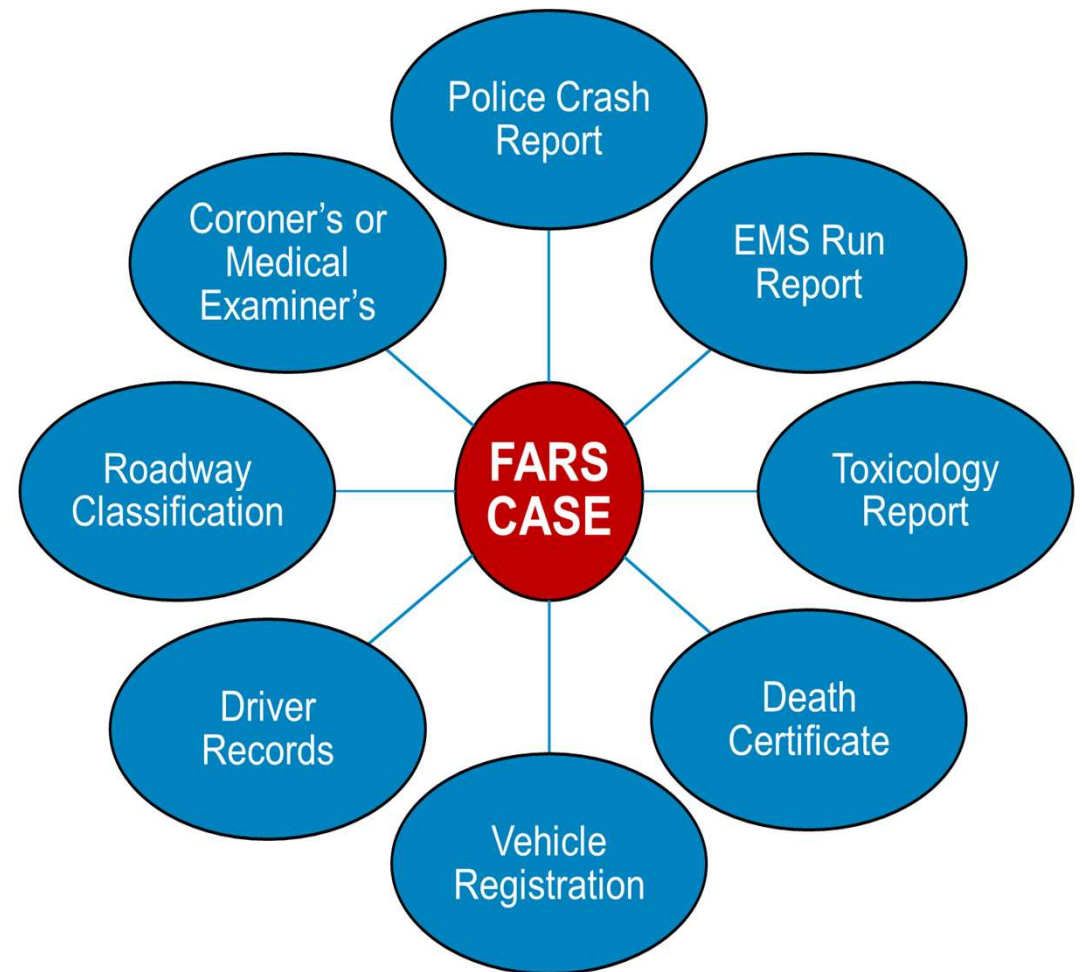 Police Crash
Report
Coroner’s or
Medical
Examiner’s
EMS Run
Report
FARS
CASE
Roadway
Classification
Toxicology
Report
Driver
Records
Death
Certificate
Vehicle
Registration